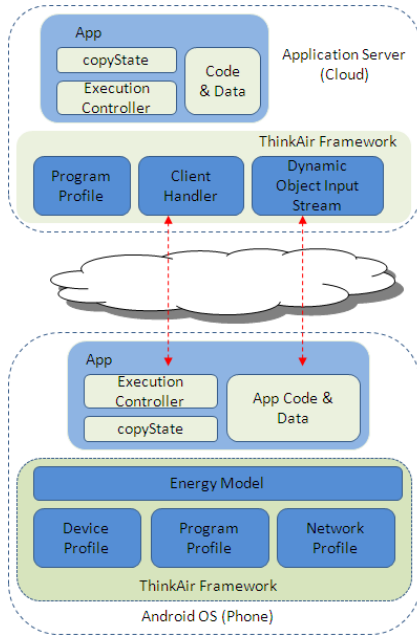 App
copyState
Execution
Controller
Code
& Data
Application Server
(Cloud)
ThinkAir Framework
Program
Profile
Client
Handler
Dynamic
Object Input
Stream
App
Execution
Controller
copyState
App Code &
Data
Energy Model
Device
Profile
Program
Profile
Network
Profile
ThinkAir Framework
Android OS (Phone)